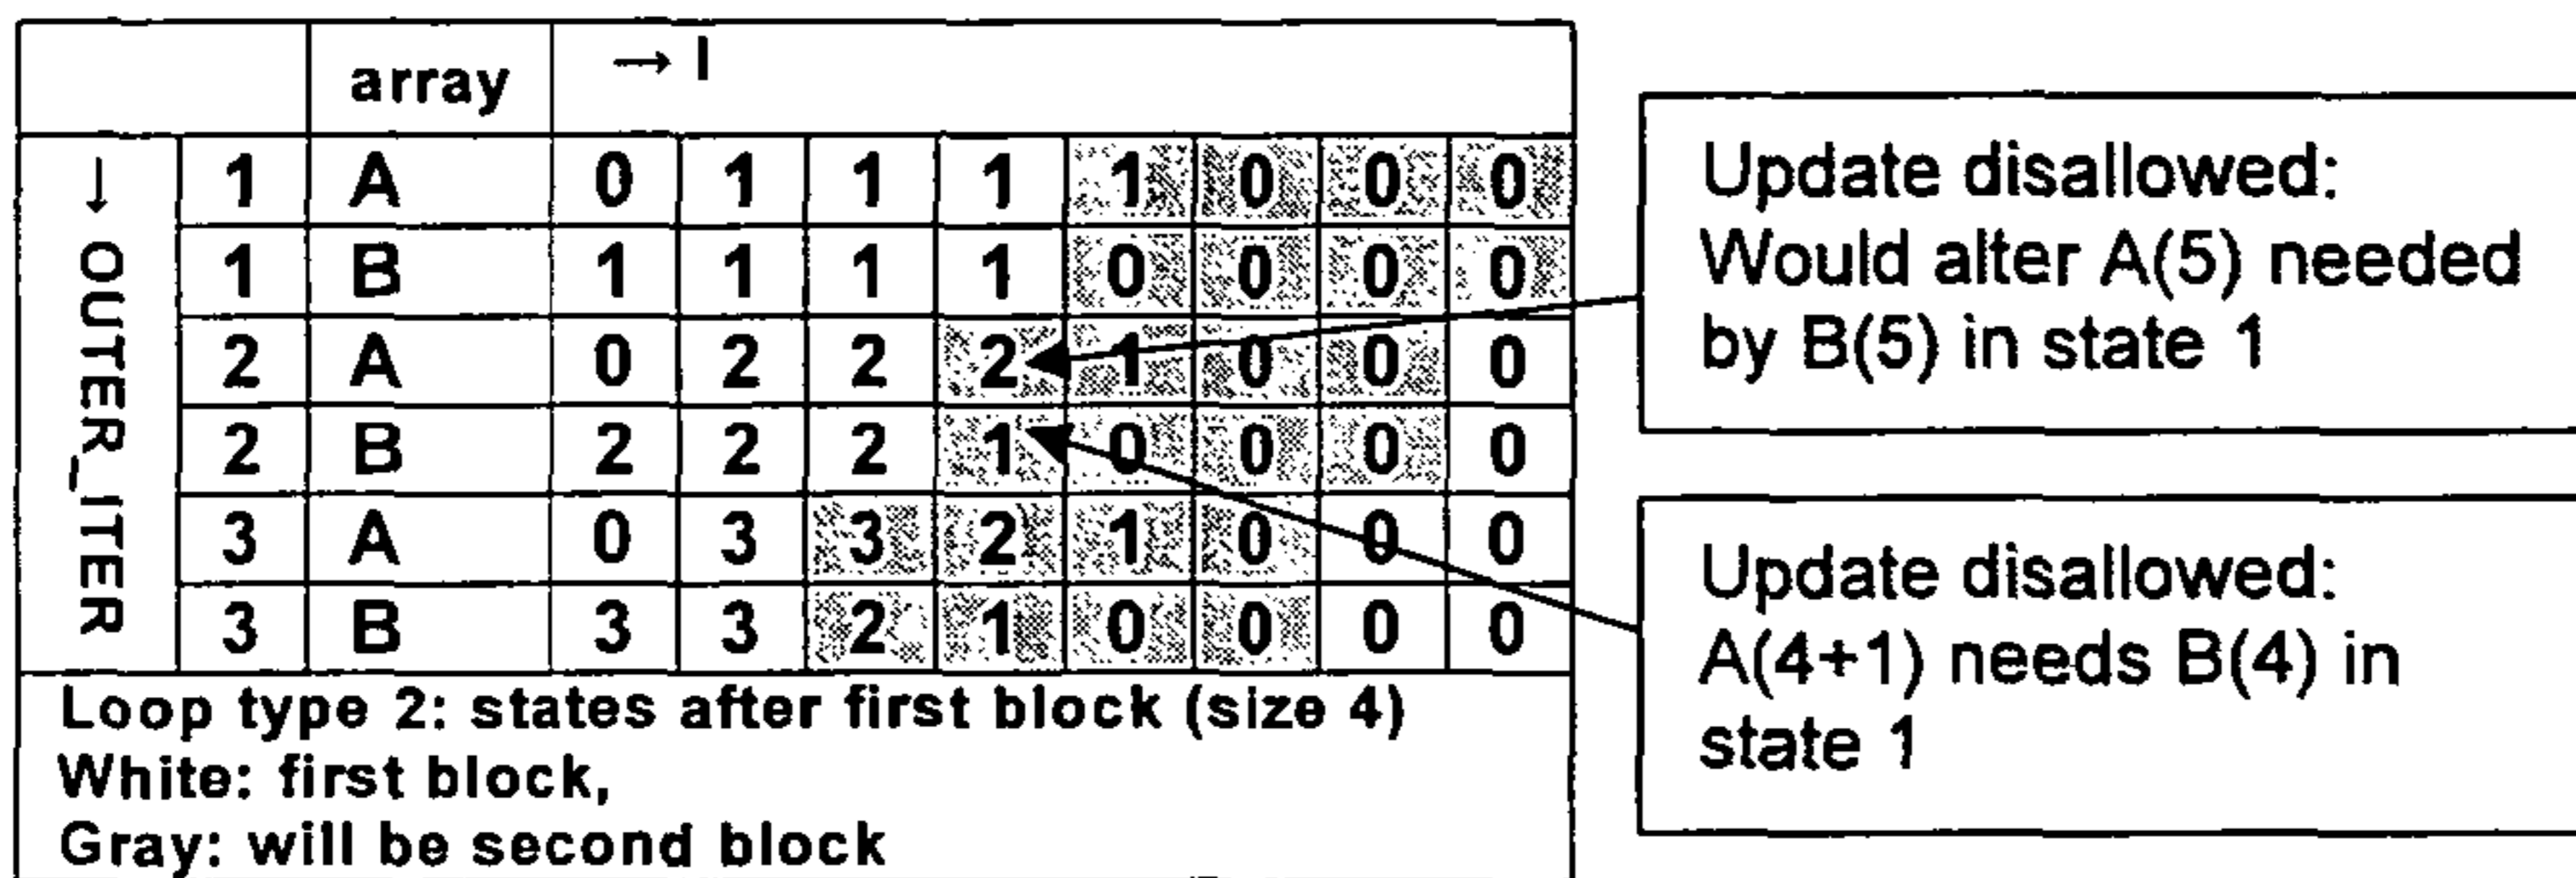 array → I
↓ OUTER_ITER
1 A 0 1 1 1 1 0 0 0
1 B 1 1 1 1 0 0 0 0
2 A 0 2 2 2 1 0 0 0
2 B 2 2 2 1 0 0 0 0
3 A 0 3 3 2 1 0 0 0
3 B 3 3 2 1 0 0 0 0
Loop type 2: states after first block (size 4)
White: first block,
Gray: will be second block
Update disallowed:
Would alter A(5) needed
by B(5) in state 1
Update disallowed:
A(4+1) needs B(4) in
state 1